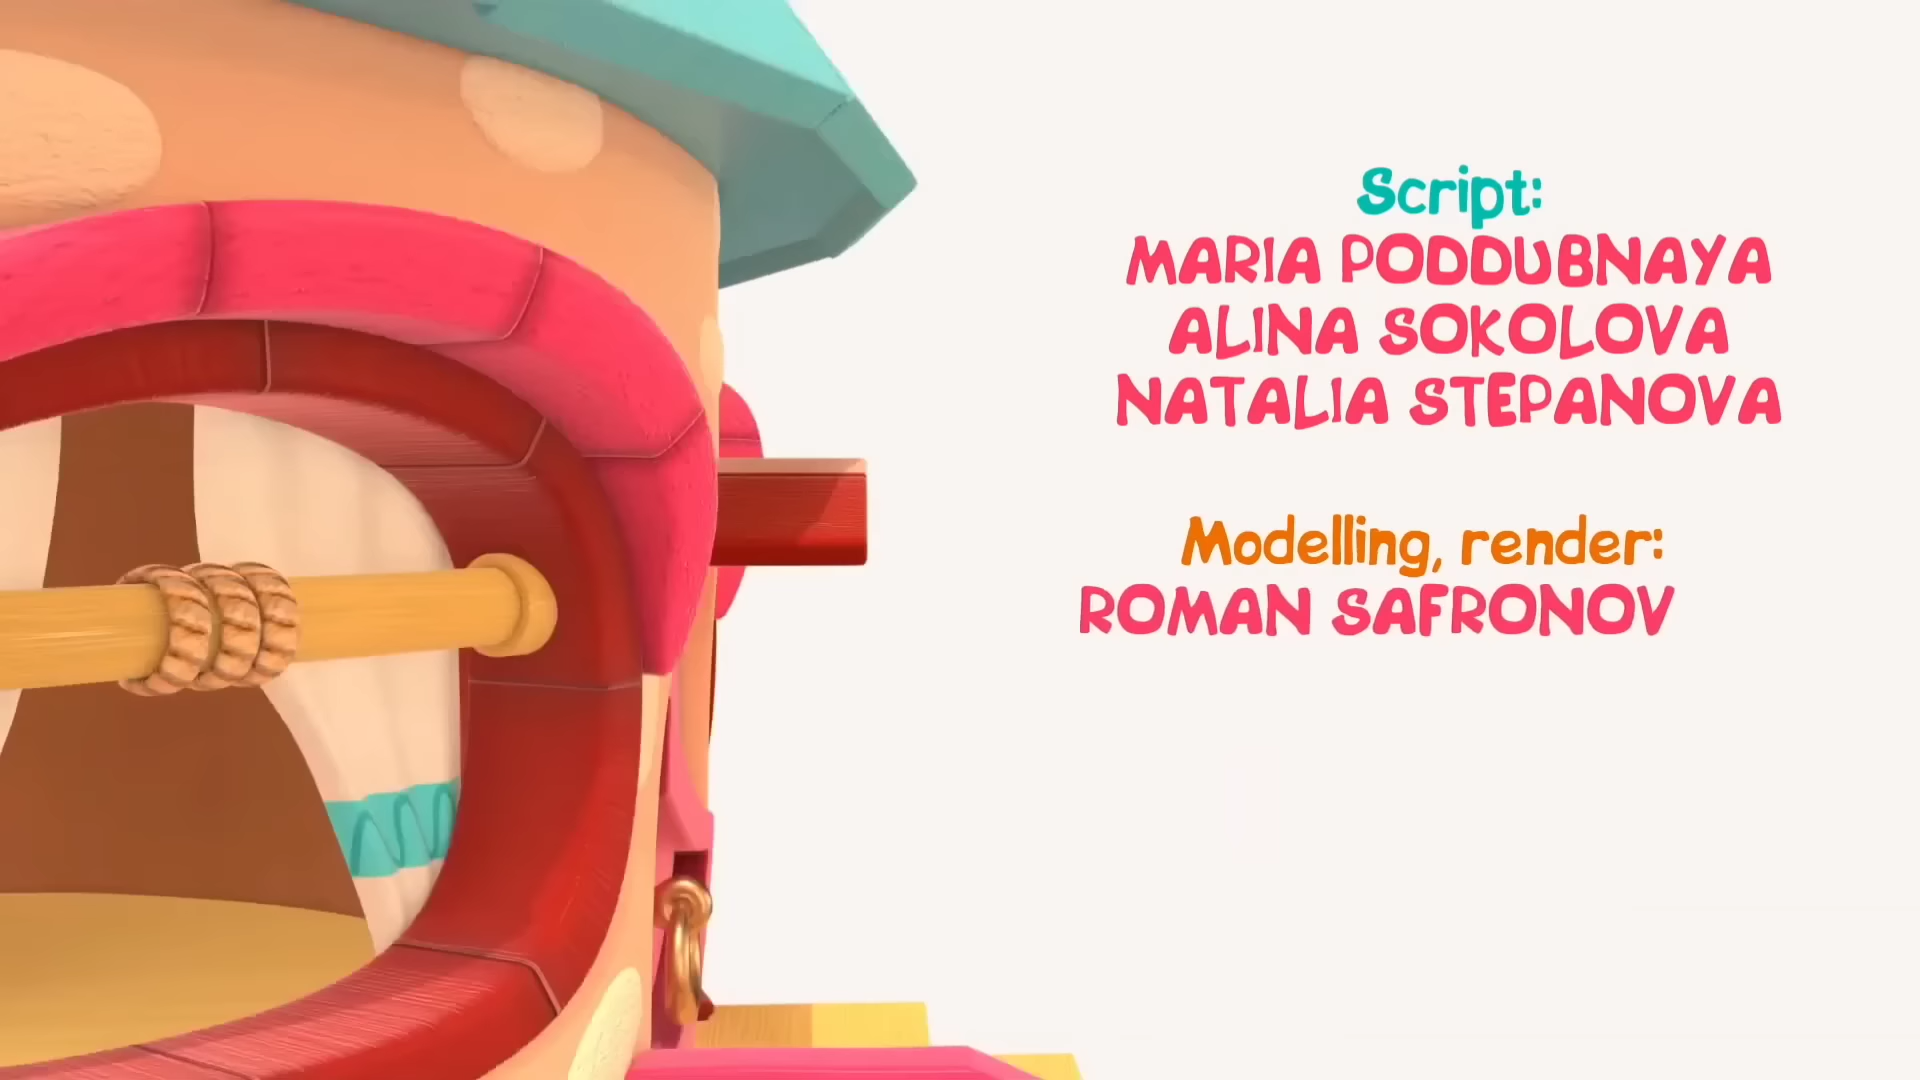 Script:
MARIA PODDUBNAYA
ALINA SOKOLOVA
NATALIA STEPANOVA
Modelling, render:
ROMAN SAFRONOV